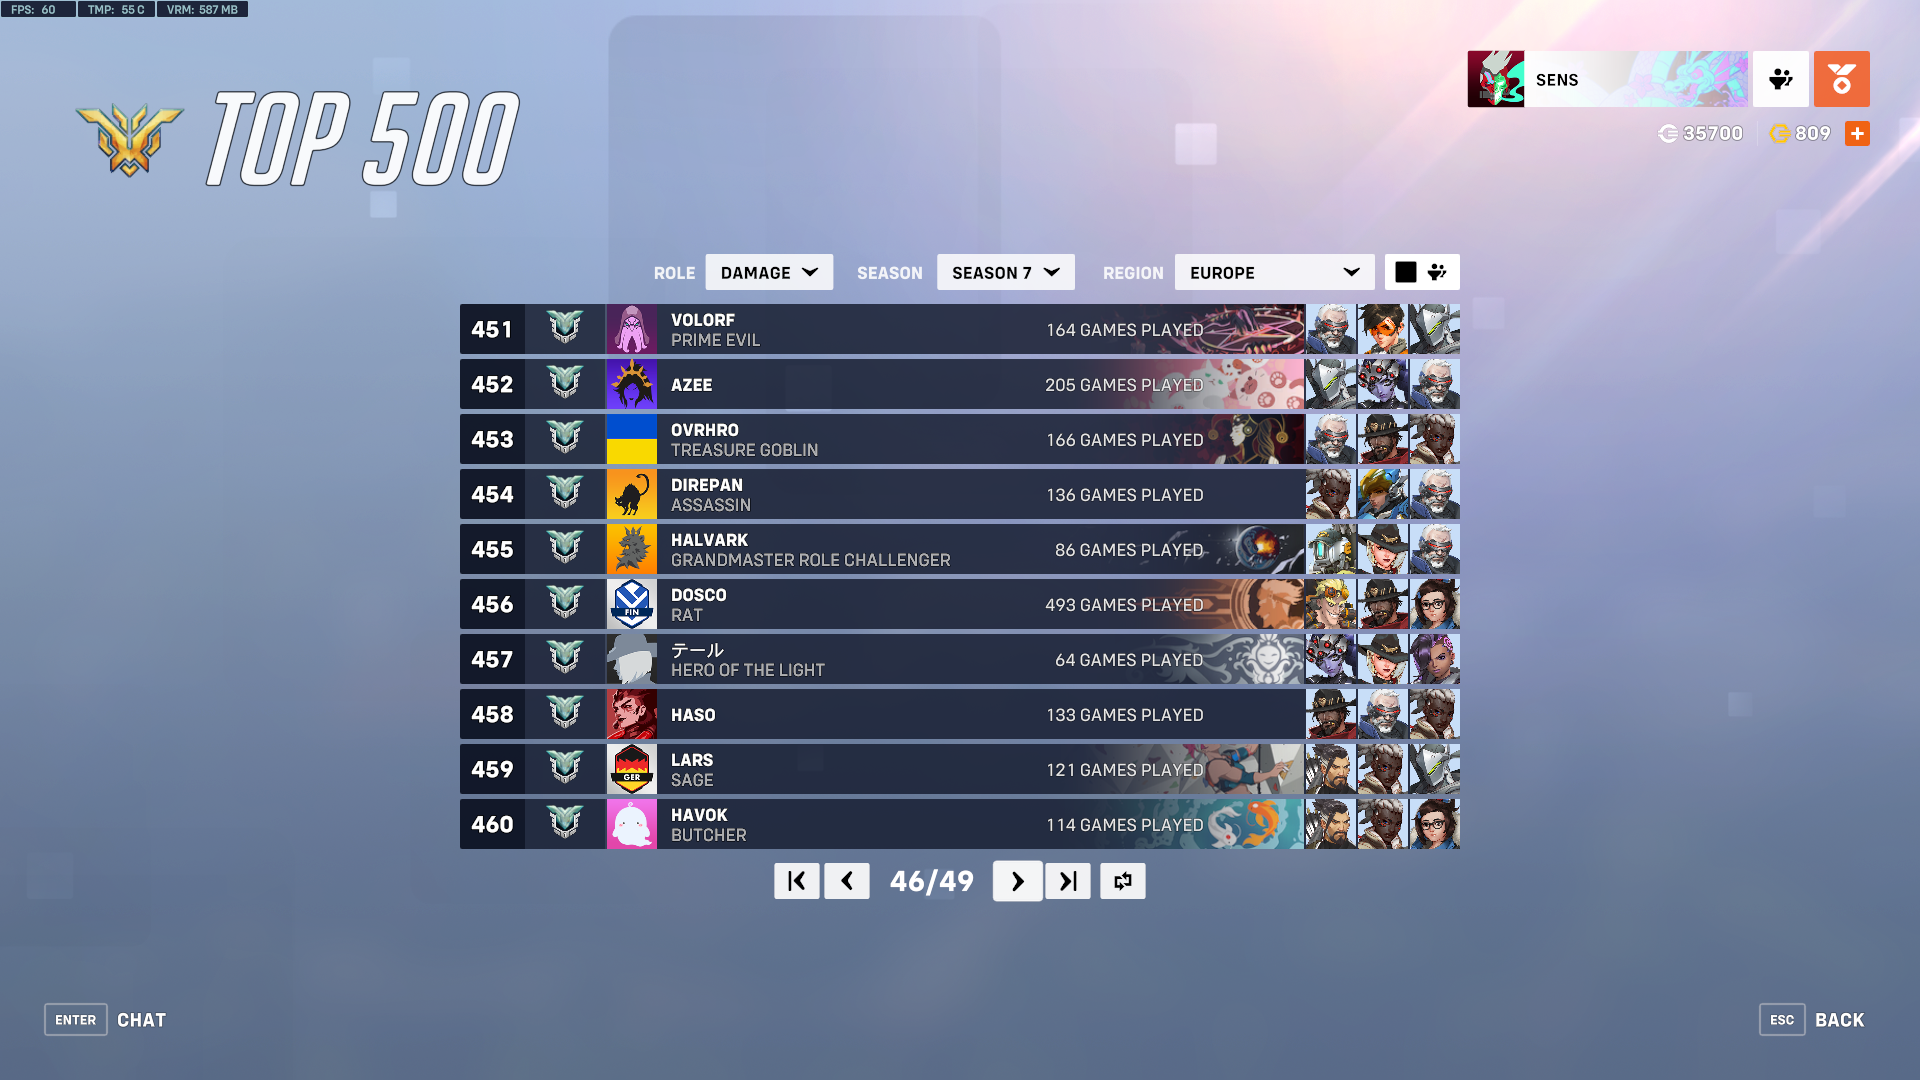 FPS: 60 TMP: 55 C VRM: 587 MB
TOP 500
SENS
35700 809
ROLE DAMAGE SEASON SEASON 7 REGION EUROPE
451 VOLORF 164 GAMES PLAYED
PRIME EVIL
452 AZEE 205 GAMES PLAYED
453 OVRHRO 166 GAMES PLAYED
TREASURE GOBLIN
454 DIREPAN 136 GAMES PLAYED
ASSASSIN
455 HALVARK 86 GAMES PLAYED
GRANDMASTER ROLE CHALLENGER
456 FIN DOSCO 493 GAMES PLAYED
RAT
457 テール 64 GAMES PLAYED
HERO OF THE LIGHT
458 HASO 133 GAMES PLAYED
459 GER LARS 121 GAMES PLAYED
SAGE
460 HAVOK 114 GAMES PLAYED
BUTCHER
46/49
ENTER CHAT
ESC BACK